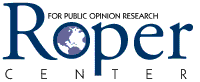 FOR PUBLIC OPINION RESEARCH
Roper
CENTER